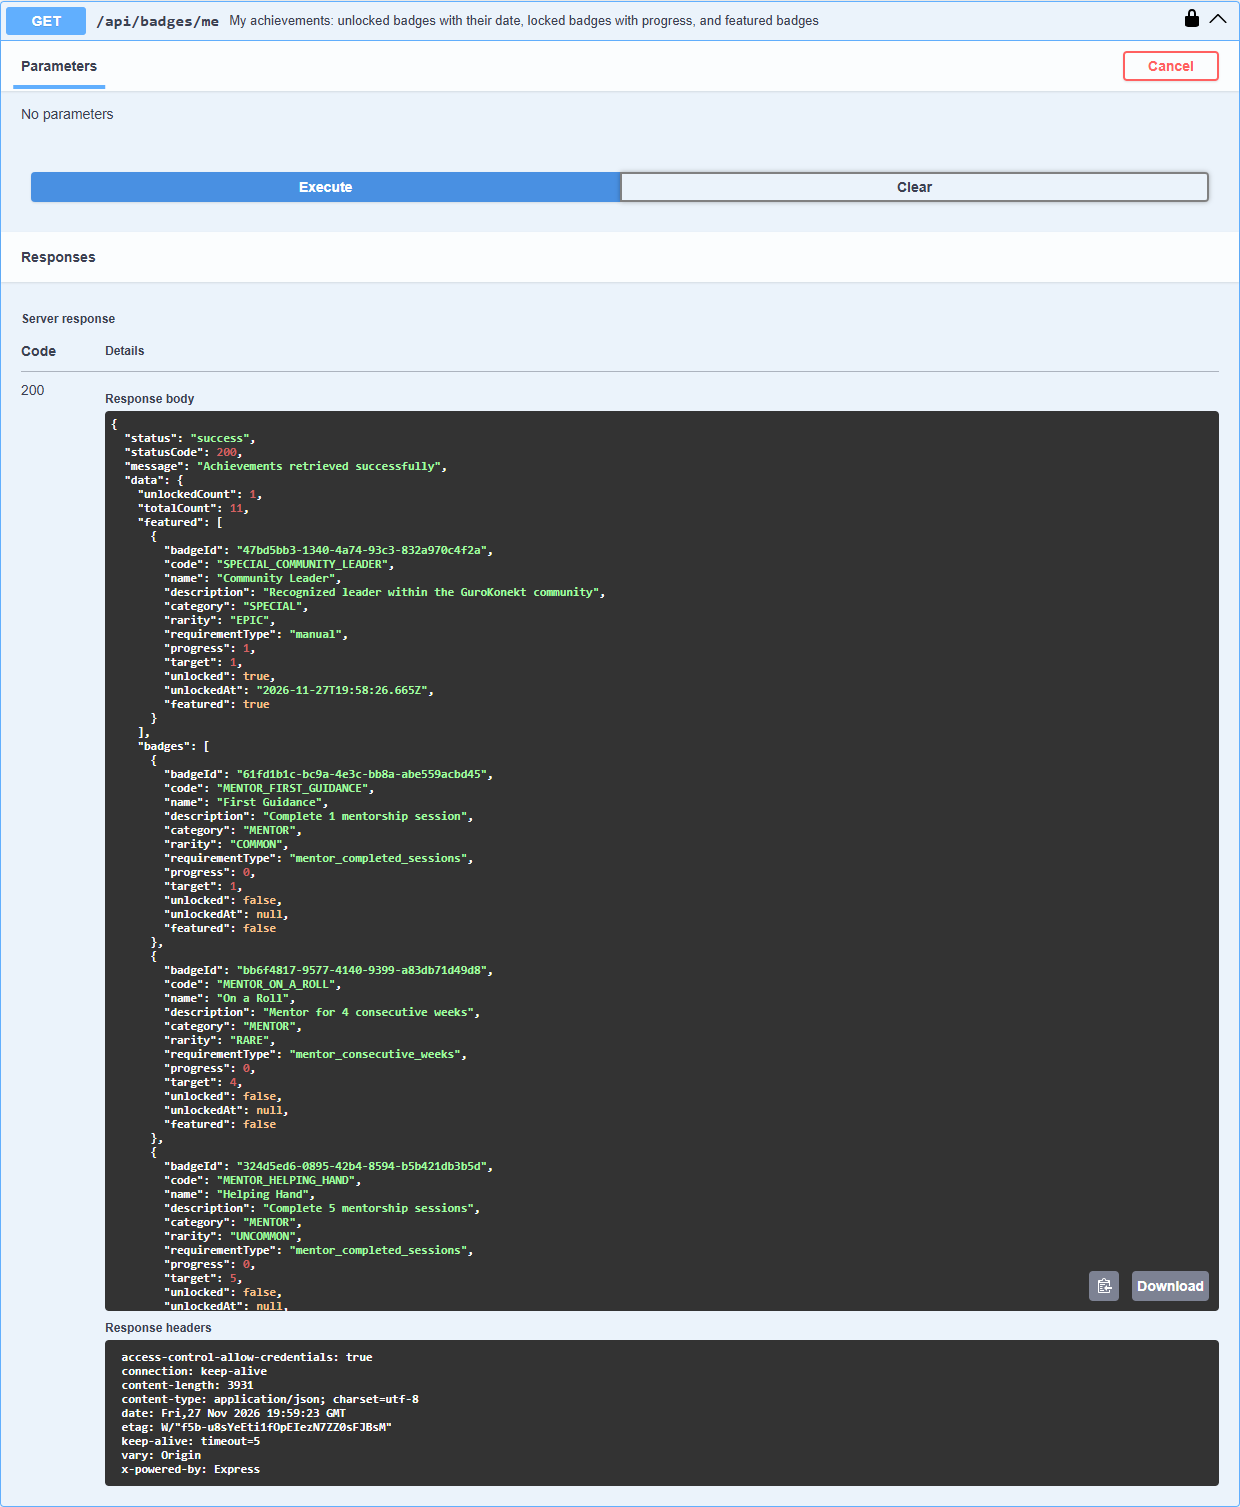 GET /api/badges/me My achievements: unlocked badges with their date, locked badges with progress, and featured badges
Parameters
Cancel
No parameters
Execute
Clear
Responses
Server response
Code Details
200
Response body
{
  "status": "success",
  "statusCode": 200,
  "message": "Achievements retrieved successfully",
  "data": {
    "unlockedCount": 1,
    "totalCount": 11,
    "featured": [
      {
        "badgeId": "47bd5bb3-1340-4a74-93c3-832a970c4f2a",
        "code": "SPECIAL_COMMUNITY_LEADER",
        "name": "Community Leader",
        "description": "Recognized leader within the GuroKonekt community",
        "category": "SPECIAL",
        "rarity": "EPIC",
        "requirementType": "manual",
        "progress": 1,
        "target": 1,
        "unlocked": true,
        "unlockedAt": "2026-11-27T19:58:26.665Z",
        "featured": true
      }
    ],
    "badges": [
      {
        "badgeId": "61fd1b1c-bc9a-4e3c-bb8a-abe559acbd45",
        "code": "MENTOR_FIRST_GUIDANCE",
        "name": "First Guidance",
        "description": "Complete 1 mentorship session",
        "category": "MENTOR",
        "rarity": "COMMON",
        "requirementType": "mentor_completed_sessions",
        "progress": 0,
        "target": 1,
        "unlocked": false,
        "unlockedAt": null,
        "featured": false
      },
      {
        "badgeId": "bb6f4817-9577-4140-9399-a83db71d49d8",
        "code": "MENTOR_ON_A_ROLL",
        "name": "On a Roll",
        "description": "Mentor for 4 consecutive weeks",
        "category": "MENTOR",
        "rarity": "RARE",
        "requirementType": "mentor_consecutive_weeks",
        "progress": 0,
        "target": 4,
        "unlocked": false,
        "unlockedAt": null,
        "featured": false
      },
      {
        "badgeId": "324d5ed6-0895-42b4-8594-b5b421db3b5d",
        "code": "MENTOR_HELPING_HAND",
        "name": "Helping Hand",
        "description": "Complete 5 mentorship sessions",
        "category": "MENTOR",
        "rarity": "UNCOMMON",
        "requirementType": "mentor_completed_sessions",
        "progress": 0,
        "target": 5,
        "unlocked": false,
        "unlockedAt": null,
Download
Response headers
access-control-allow-credentials: true
connection: keep-alive
content-length: 3931
content-type: application/json; charset=utf-8
date: Fri,27 Nov 2026 19:59:23 GMT
etag: W/"f5b-u8sYeEti1fOpEIezN7ZZ0sFJBsM"
keep-alive: timeout=5
vary: Origin
x-powered-by: Express